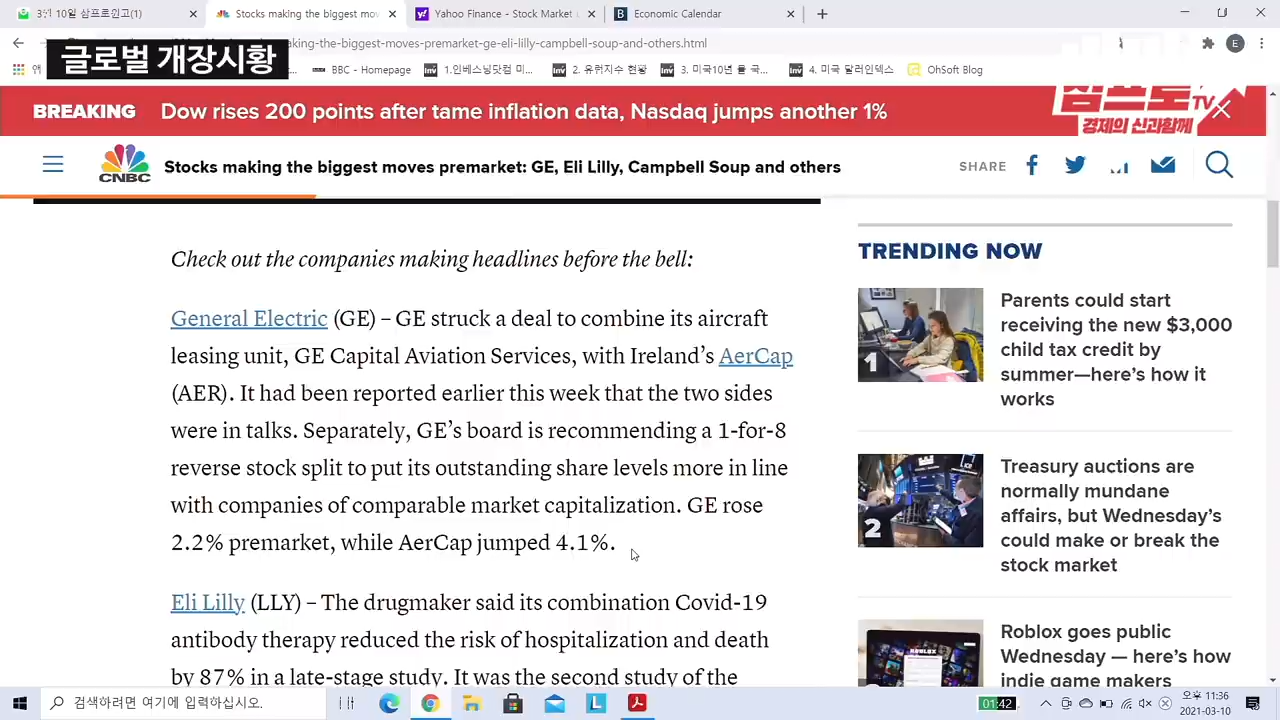 3월 10일 삼프로원고(1)
Stocks making the biggest mov
Yahoo Finance - Stock Market
Economic Calendar
글로벌 개장시황
aking-the-biggest-moves-premarket-ge-eli-lilly-campbell-soup-and-others.html
E
BBC - Homepage
1.인베스닝닷컴 미...
2. 유럽지수 현황
3. 미국10년 물 국...
4. 미국 달러인덱스
OhSoft Blog
BREAKING Dow rises 200 points after tame inflation data, Nasdaq jumps another 1%
삼프로TV
경제의 신과함께
CNBC
Stocks making the biggest moves premarket: GE, Eli Lilly, Campbell Soup and others
SHARE
Check out the companies making headlines before the bell:
General Electric (GE) – GE struck a deal to combine its aircraft
leasing unit, GE Capital Aviation Services, with Ireland’s AerCap
(AER). It had been reported earlier this week that the two sides
were in talks. Separately, GE’s board is recommending a 1-for-8
reverse stock split to put its outstanding share levels more in line
with companies of comparable market capitalization. GE rose
2.2% premarket, while AerCap jumped 4.1%.
Eli Lilly (LLY) – The drugmaker said its combination Covid-19
antibody therapy reduced the risk of hospitalization and death
by 87% in a late-stage study. It was the second study of the
TRENDING NOW
1
Parents could start
receiving the new $3,000
child tax credit by
summer—here’s how it
works
2
Treasury auctions are
normally mundane
affairs, but Wednesday’s
could make or break the
stock market
ROBLOX
Roblox goes public
Wednesday — here’s how
indie game makers
검색하려면 여기에 입력하십시오.
01:42
오후 11:36
2021-03-10